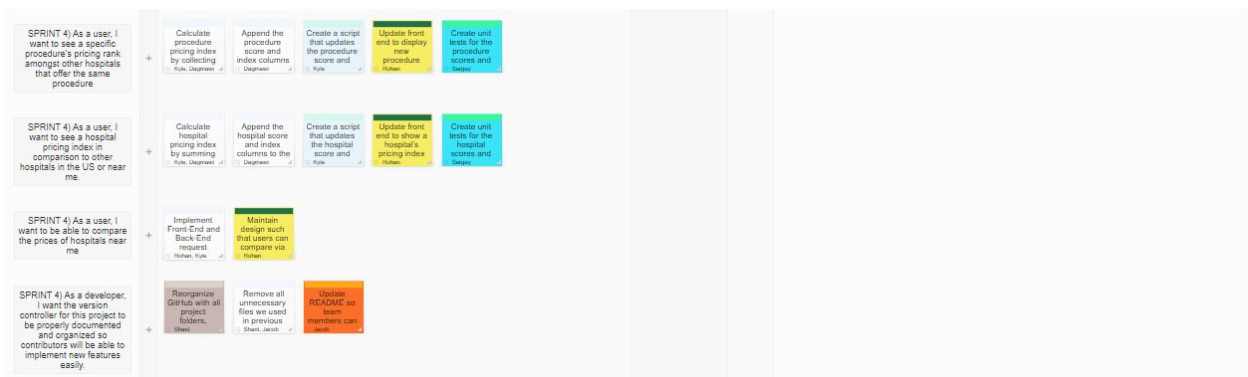 SPRINT 4) As a user, I
want to see a specific
procedure's pricing rank
amongst other hospitals
that offer the same
procedure
+
Calculate
procedure
pricing index
by collecting
Kyle, Dagmawi
Append the
procedure
score and
index columns
Dagmawi
Create a script
that updates
the procedure
score and
Kyle
Update front
end to display
new
procedure
Rohan
Create unit
tests for the
procedure
scores and
Sergey
SPRINT 4) As a user, I
want to see a hospital
pricing index in
comparison to other
hospitals in the US or near
me.
+
Calculate
hospital
pricing index
by summing
Kyle, Dagmawi
Append the
hospital score
and index
columns to the
Dagmawi
Create a script
that updates
the hospital
score and
Kyle
Update front
end to show a
hospital's
pricing index
Rohan
Create unit
tests for the
hospital
scores and
Sergey
SPRINT 4) As a user, I
want to be able to compare
the prices of hospitals near
me
+
Implement
Front-End and
Back-End
request
Rohan, Kyle
Maintain
design such
that users can
compare via
Rohan
SPRINT 4) As a developer,
I want the version
controller for this project to
be properly documented
and organized so
contributors will be able to
implement new features
easily.
+
Reorganize
GitHub with all
project
folders,
Shanl
Remove all
unnecessary
files we used
in previous
Shanl, Jacob
Update
README so
team
members can
Jacob